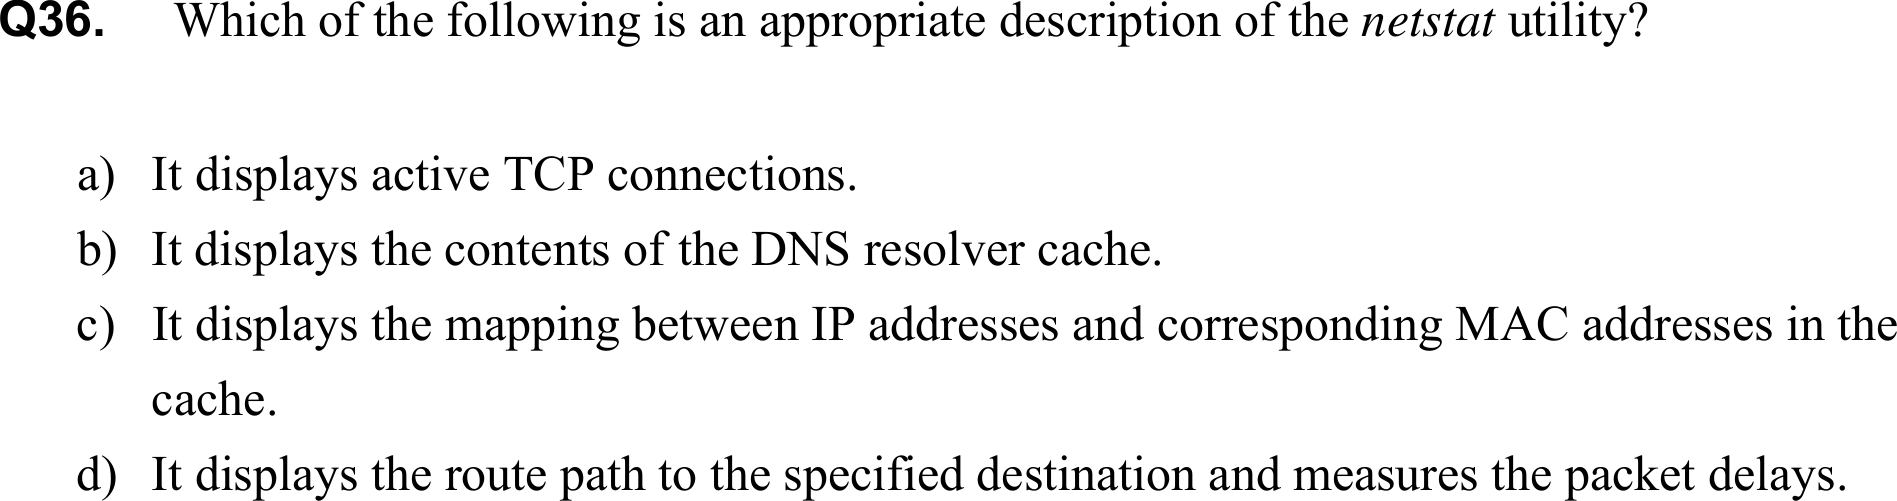 Q36. Which of the following is an appropriate description of the netstat utility?
a) It displays active TCP connections.
b) It displays the contents of the DNS resolver cache.
c) It displays the mapping between IP addresses and corresponding MAC addresses in the
cache.
d) It displays the route path to the specified destination and measures the packet delays.